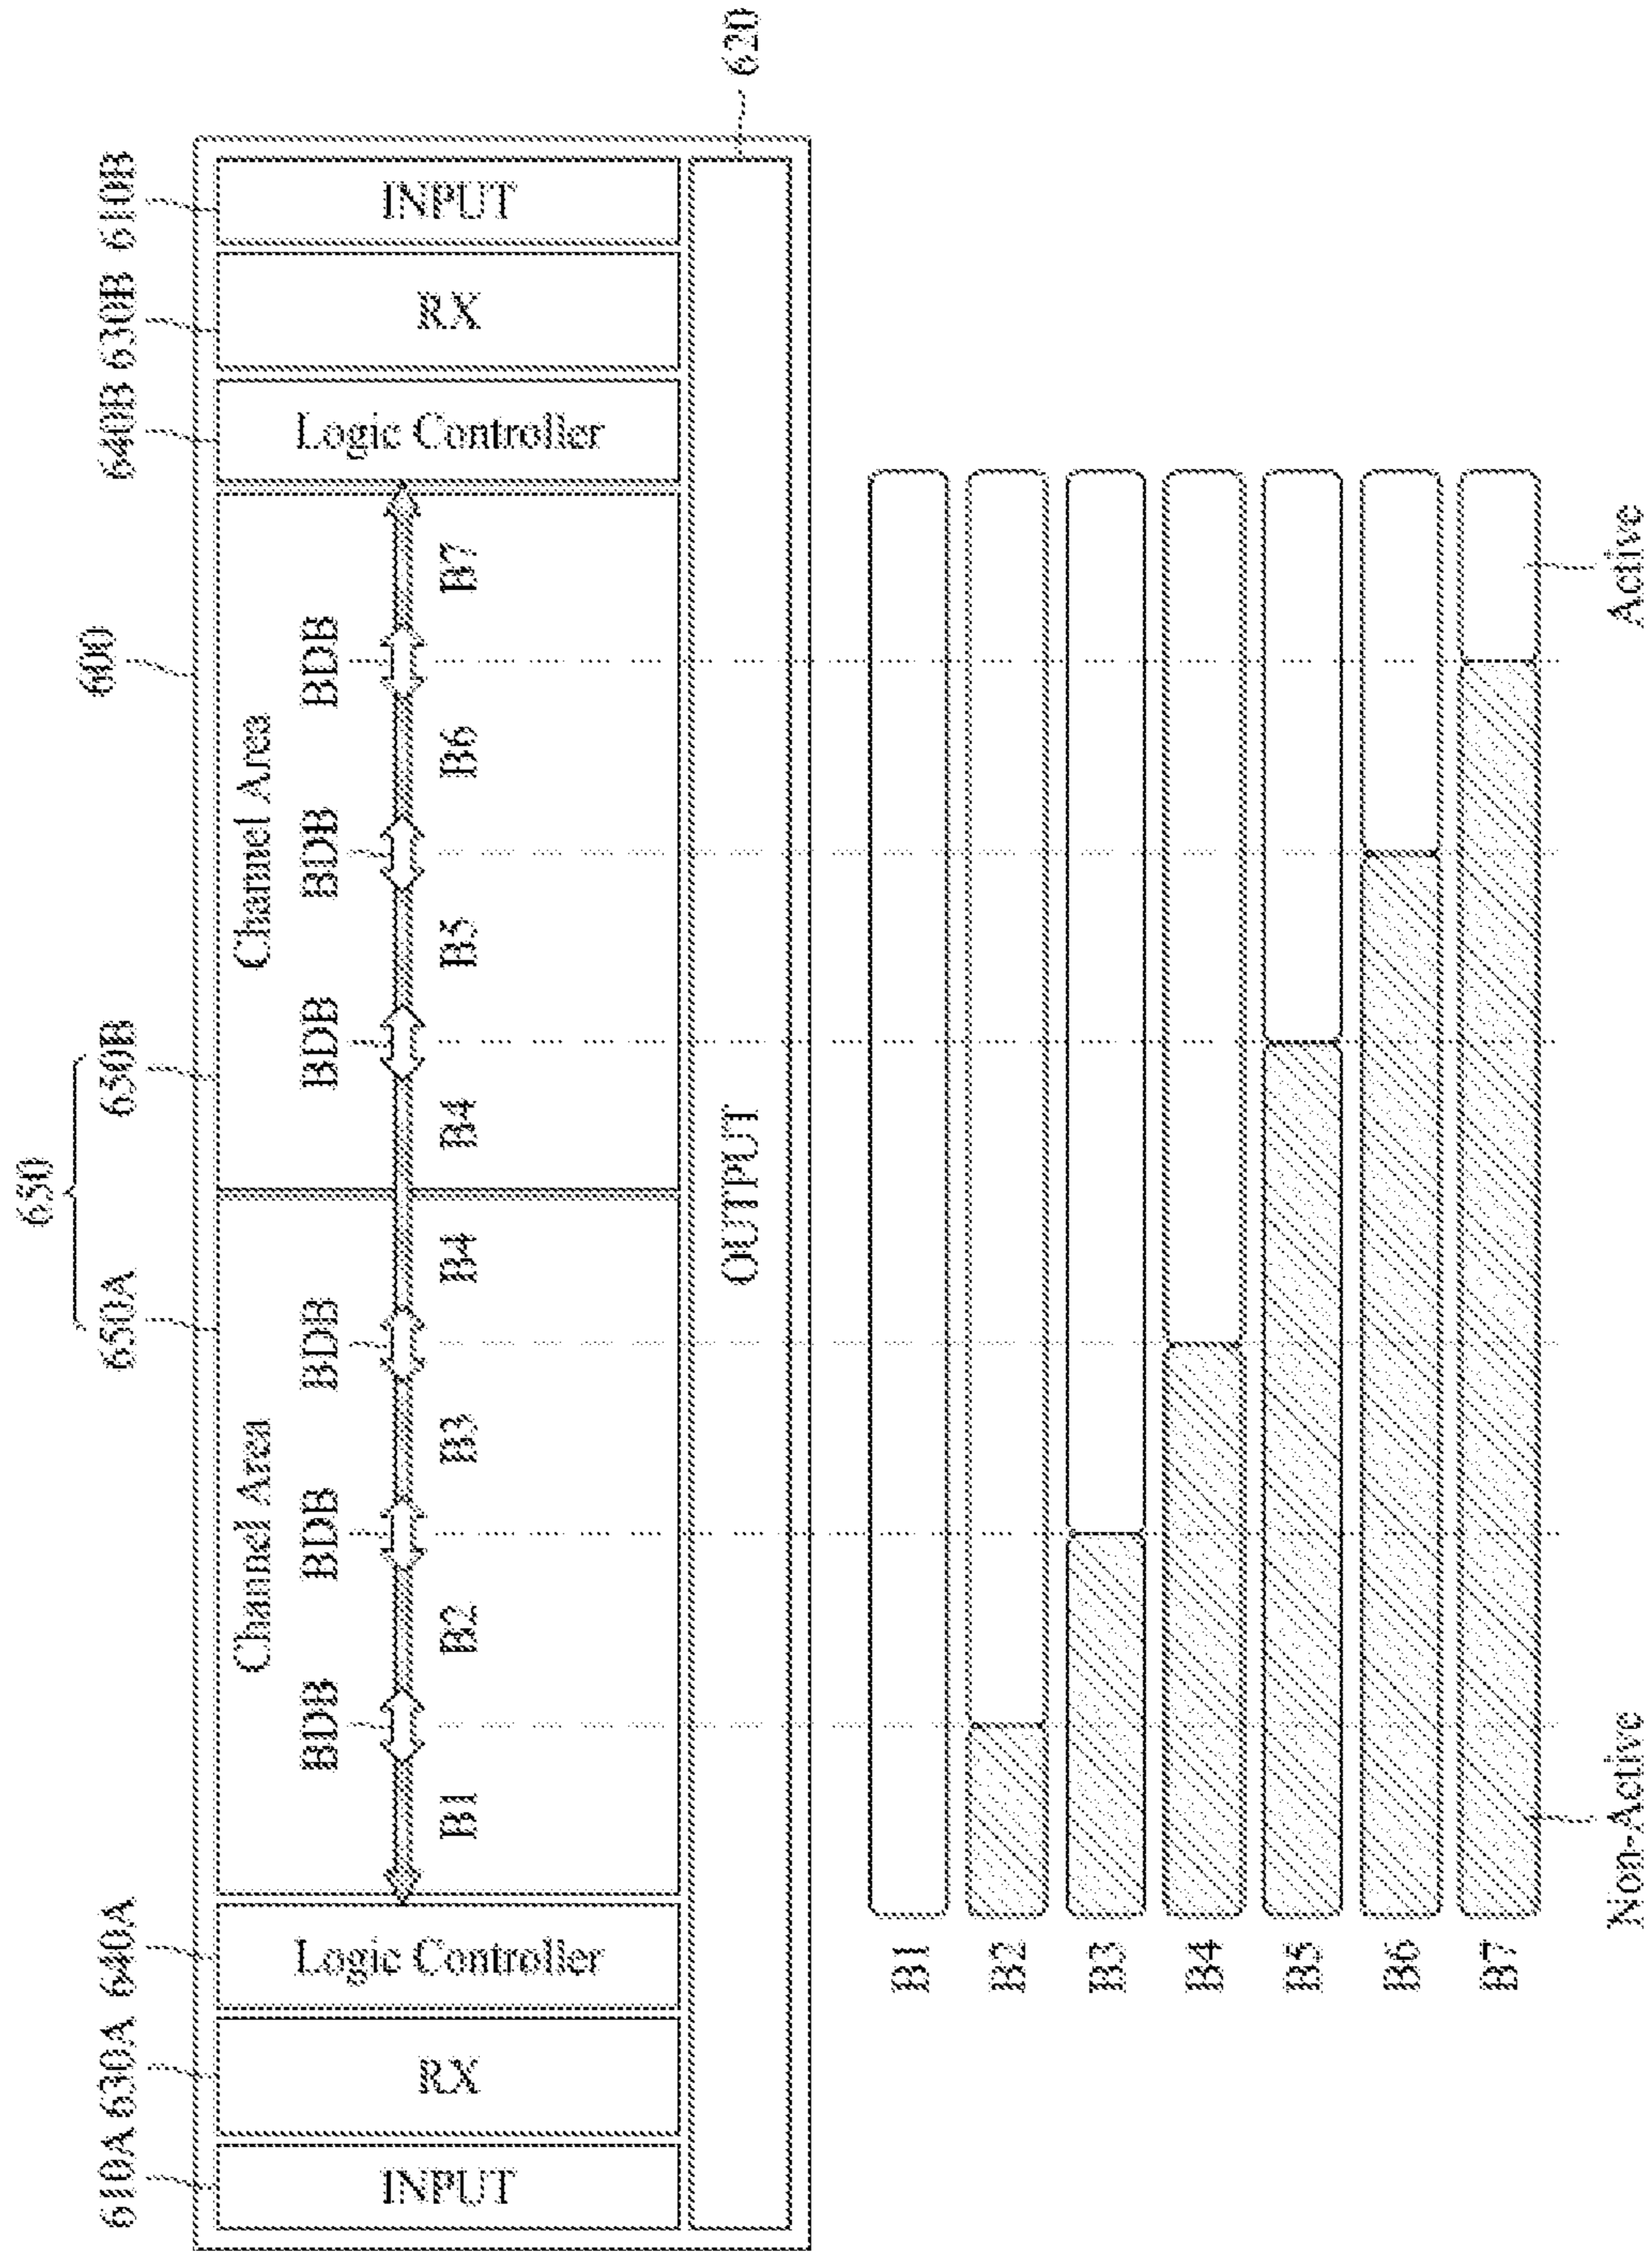 650
600
610A 630A 640A 650A 650B 640B 630B 610B
INPUT
RX
Logic Controller
Channel Area
BDB BDB BDB
B1 B2 B3 B4
Channel Area
BDB BDB BDB
B4 B5 B6 B7
Logic Controller
RX
INPUT
OUTPUT
620
B1
B2
B3
B4
B5
B6
B7
Non-Active
Active